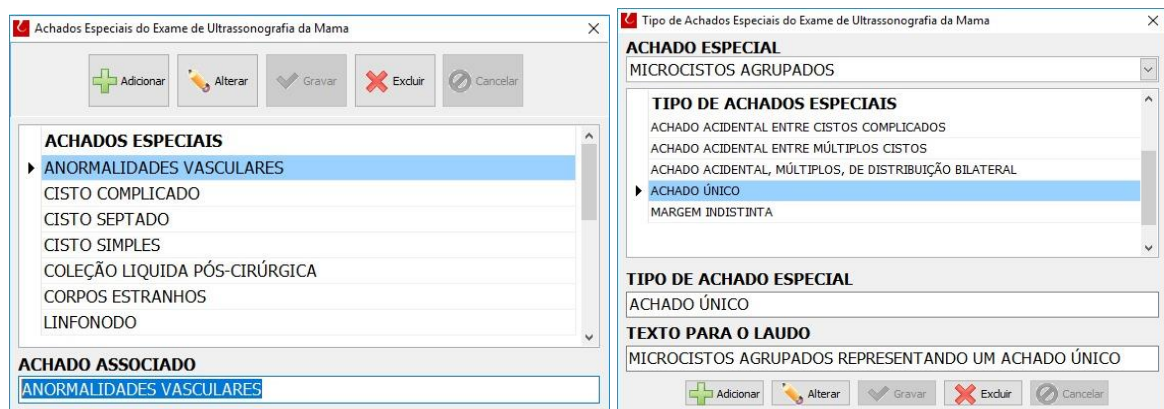 Achados Especiais do Exame de Ultrassonografia da Mama
Adicionar Alterar Gravar Excluir Cancelar
ACHADOS ESPECIAIS
ANORMALIDADES VASCULARES
CISTO COMPLICADO
CISTO SEPTADO
CISTO SIMPLES
COLEÇÃO LIQUIDA PÓS-CIRÚRGICA
CORPOS ESTRANHOS
LINFONODO
ACHADO ASSOCIADO
ANORMALIDADES VASCULARES
Tipo de Achados Especiais do Exame de Ultrassonografia da Mama
ACHADO ESPECIAL
MICROCISTOS AGRUPADOS
TIPO DE ACHADOS ESPECIAIS
ACHADO ACIDENTAL ENTRE CISTOS COMPLICADOS
ACHADO ACIDENTAL ENTRE MÚLTIPLOS CISTOS
ACHADO ACIDENTAL, MÚLTIPLOS, DE DISTRIBUIÇÃO BILATERAL
ACHADO ÚNICO
MARGEM INDISTINTA
TIPO DE ACHADO ESPECIAL
ACHADO ÚNICO
TEXTO PARA O LAUDO
MICROCISTOS AGRUPADOS REPRESENTANDO UM ACHADO ÚNICO
Adicionar Alterar Gravar Excluir Cancelar